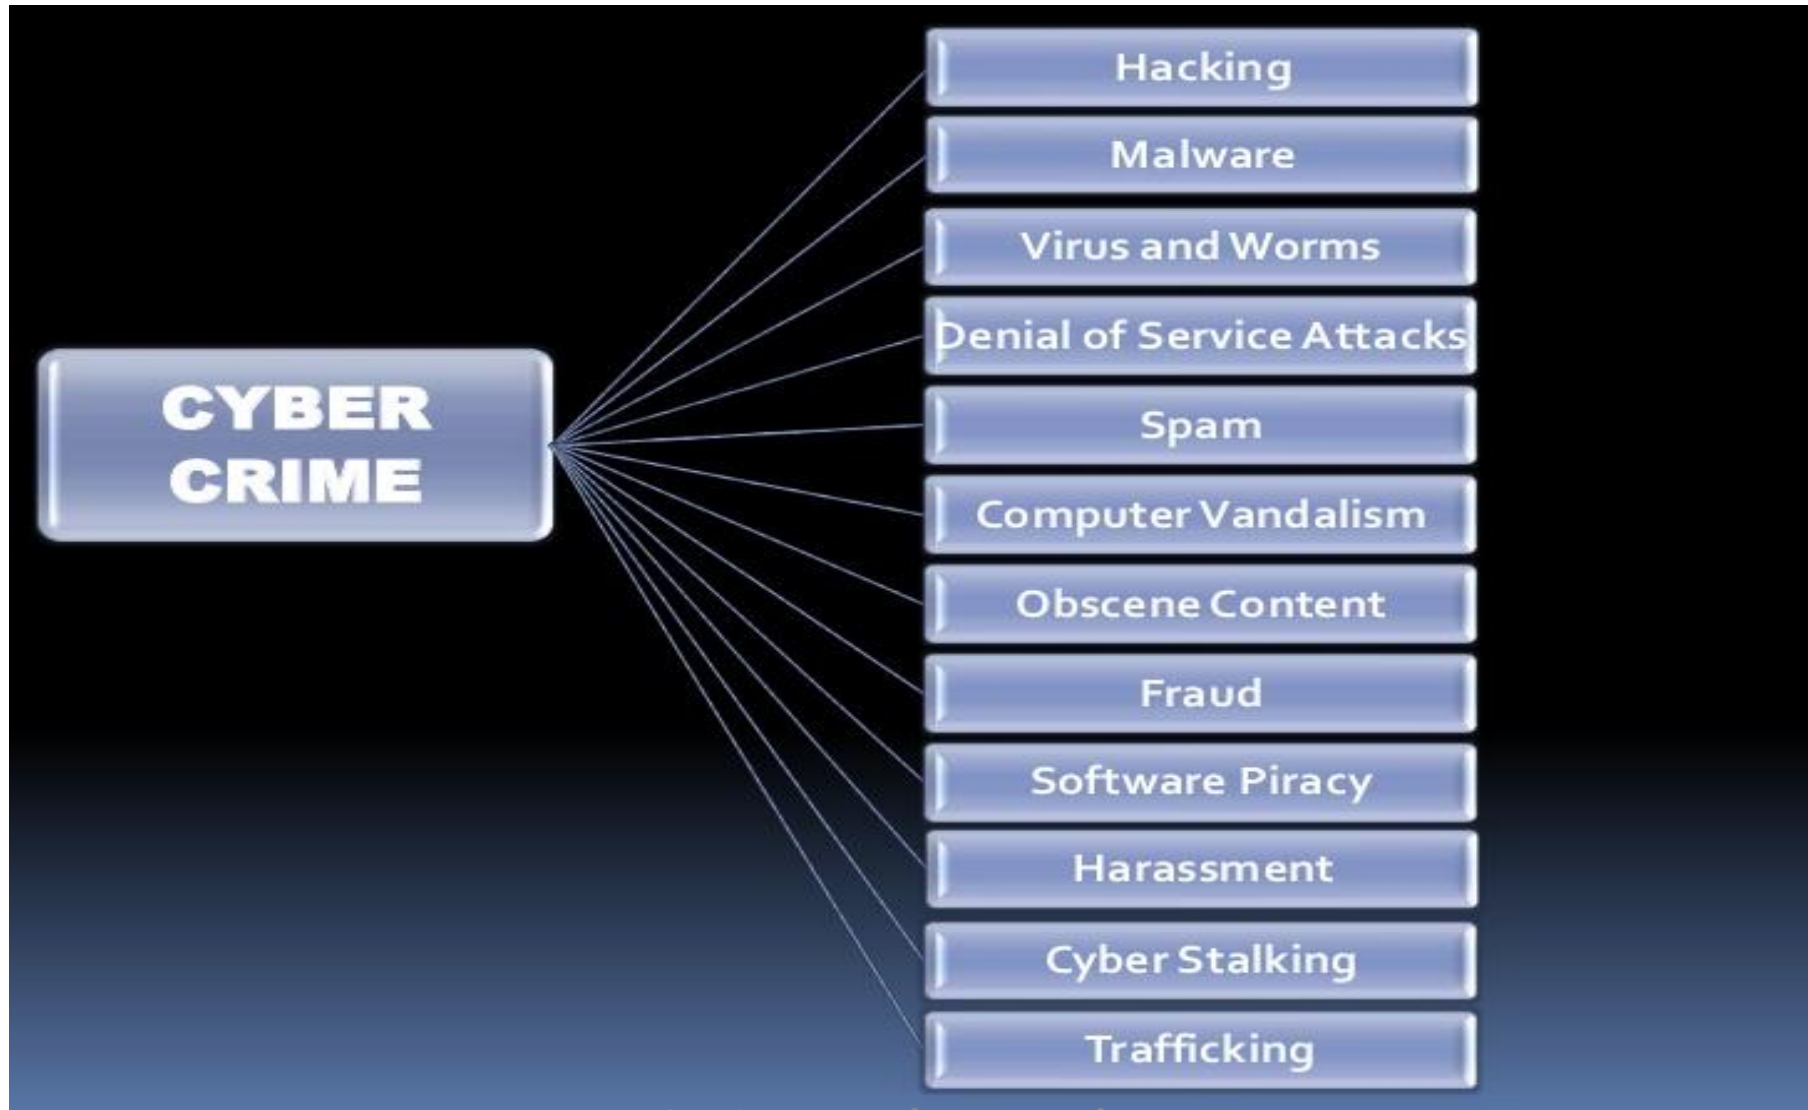 CYBER
CRIME
Hacking
Malware
Virus and Worms
Denial of Service Attacks
Spam
Computer Vandalism
Obscene Content
Fraud
Software Piracy
Harassment
Cyber Stalking
Trafficking